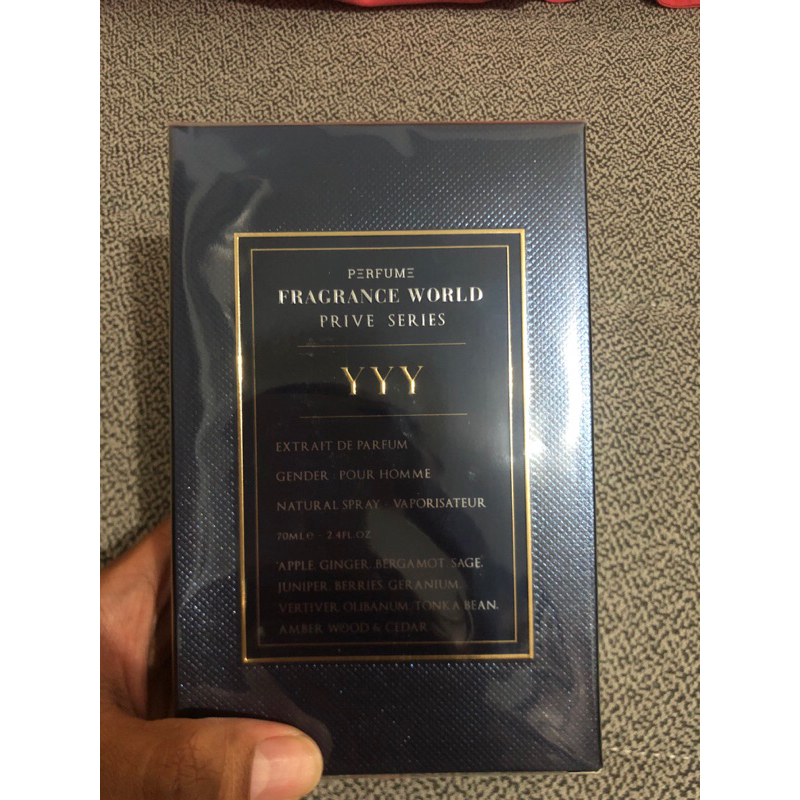 PERFUME
FRAGRANCE WORLD
PRIVE SERIES
YYY
EXTRAIT DE PARFUM
GENDER : POUR HOMME
NATURAL SPRAY - VAPORISATEUR
70ML℮ - 2.4FL.OZ
"APPLE, GINGER, BERGAMOT, SAGE,
JUNIPER, BERRIES, GERANIUM,
VERTIVER, OLIBANUM, TONKA BEAN,
AMBER WOOD & CEDAR"